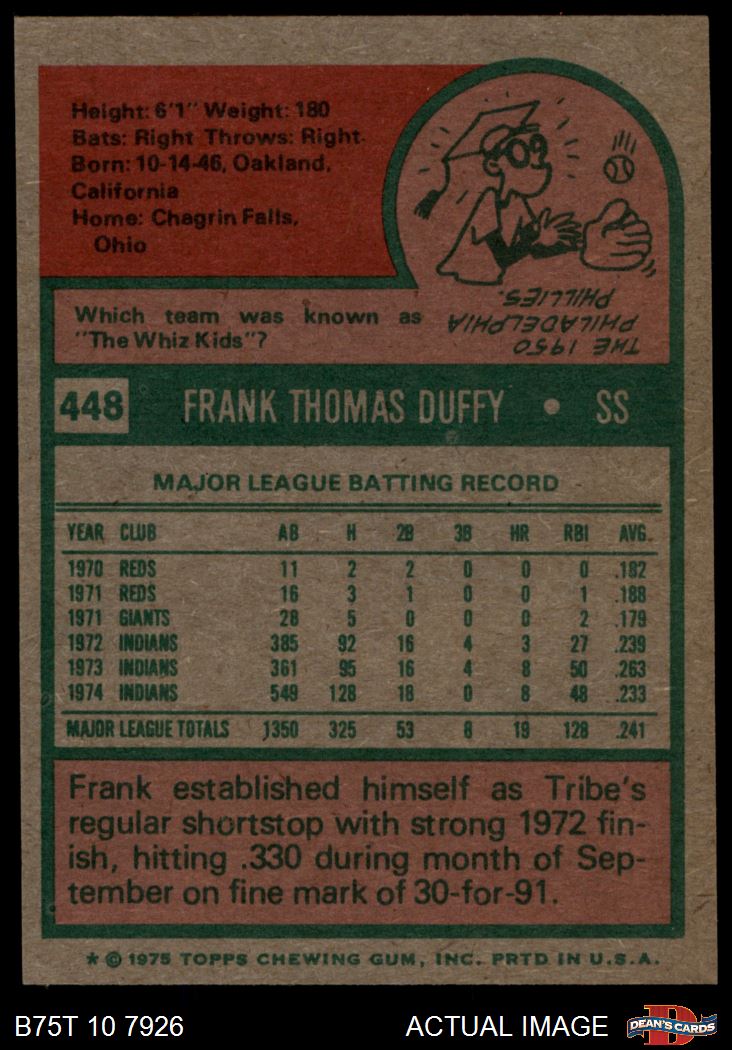 Height: 6'1" Weight: 180
Bats: Right Throws: Right
Born: 10-14-46, Oakland,
California
Home: Chagrin Falls,
Ohio
Which team was known as
"The Whiz Kids"?
THE 1950
PHILADELPHIA
PHILLIES.
448 FRANK THOMAS DUFFY • SS
MAJOR LEAGUE BATTING RECORD
YEAR CLUB AB H 2B 3B HR RBI AVG.
1970 REDS 11 2 2 0 0 0 .182
1971 REDS 16 3 1 0 0 1 .188
1971 GIANTS 28 5 0 0 0 2 .179
1972 INDIANS 385 92 16 4 3 27 .239
1973 INDIANS 361 95 16 4 8 50 .263
1974 INDIANS 549 128 18 0 8 48 .233
MAJOR LEAGUE TOTALS 1350 325 53 8 19 128 .241
Frank established himself as Tribe's
regular shortstop with strong 1972 fin-
ish, hitting .330 during month of Sep-
tember on fine mark of 30-for-91.
* © 1975 TOPPS CHEWING GUM, INC. PRTD IN U.S.A.
B75T 10 7926 ACTUAL IMAGE DEAN'S CARDS